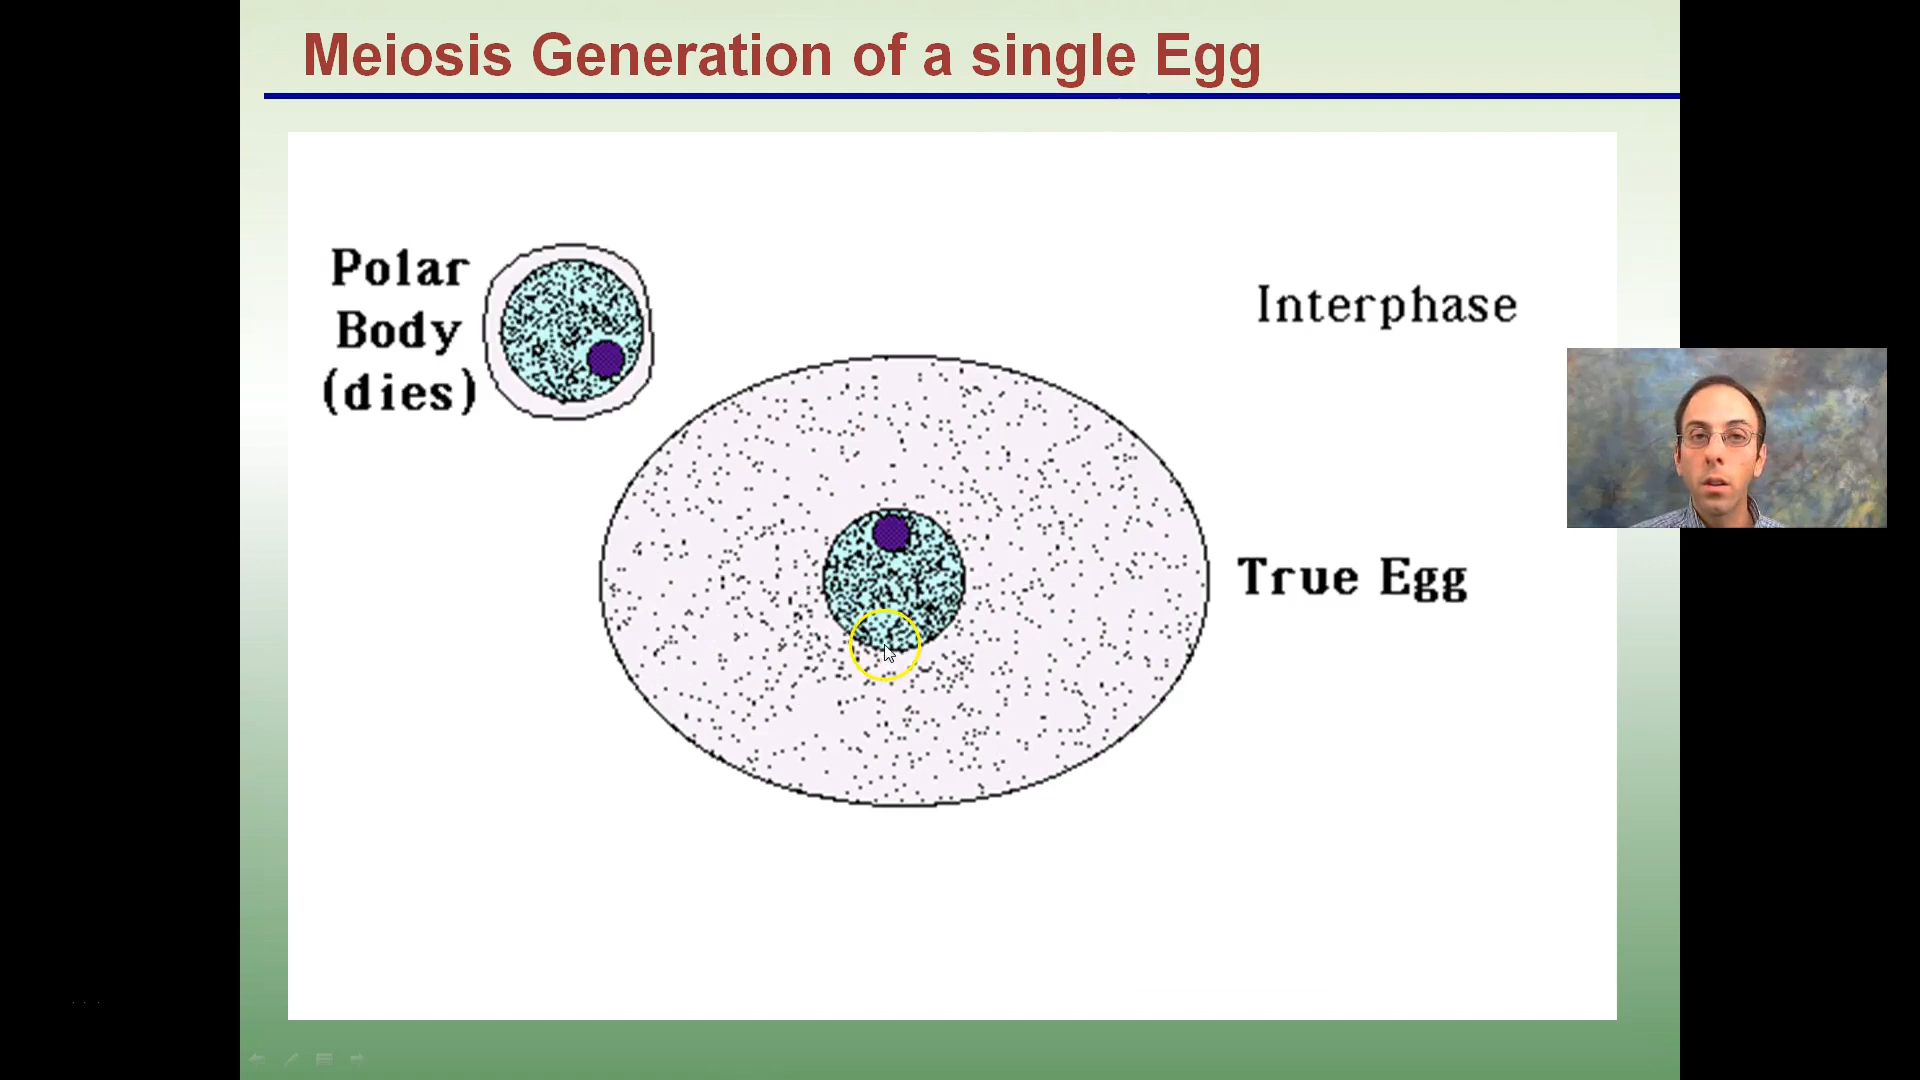 Meiosis Generation of a single Egg
Polar
Body
(dies)
Interphase
True Egg